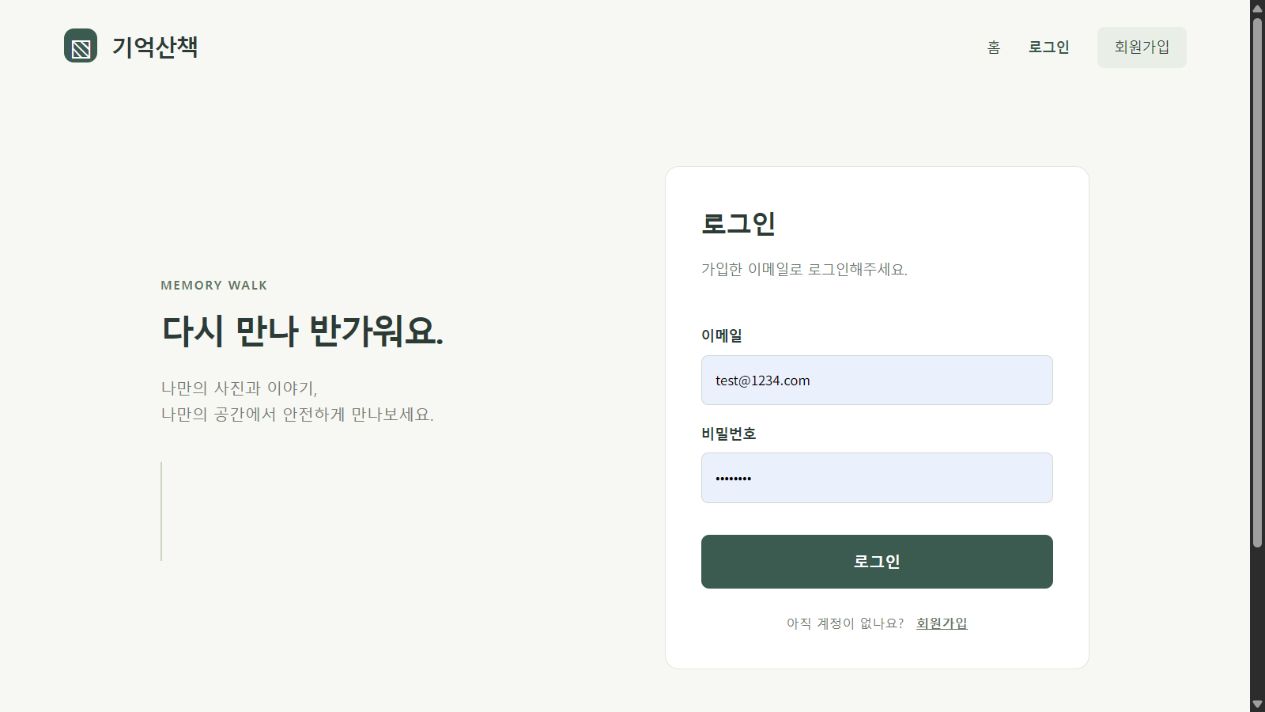 기억산책
홈
로그인
회원가입
MEMORY WALK
다시 만나 반가워요.
나만의 사진과 이야기,
나만의 공간에서 안전하게 만나보세요.
로그인
가입한 이메일로 로그인해주세요.
이메일
test@1234.com
비밀번호
••••••••
로그인
아직 계정이 없나요? 회원가입